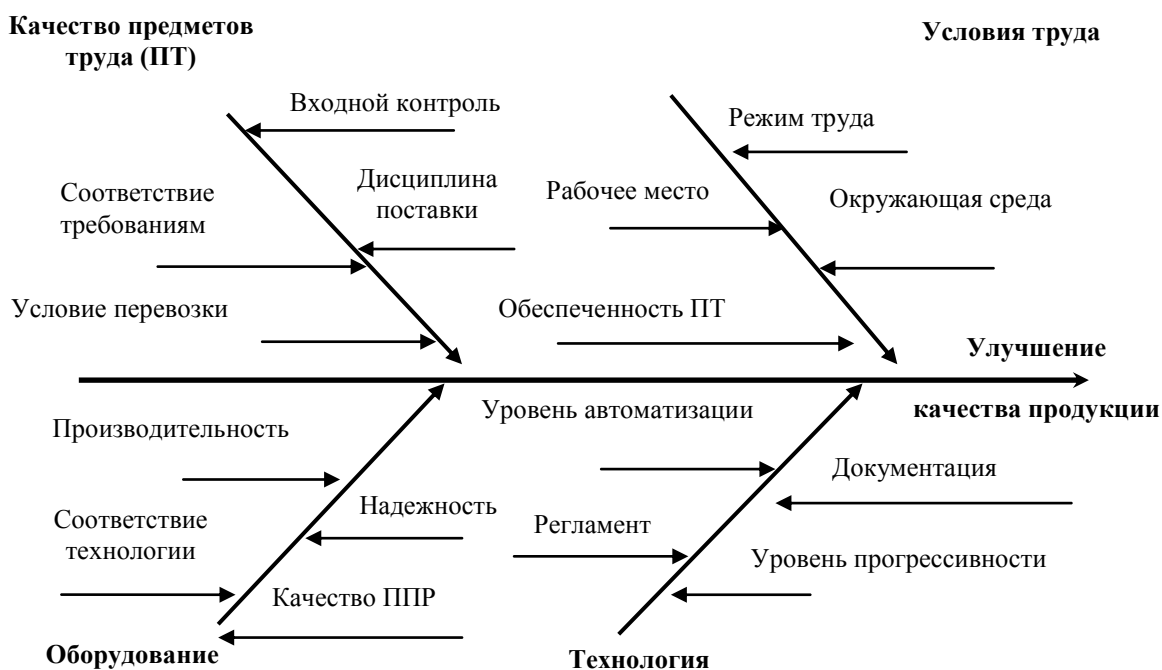 Качество предметов
труда (ПТ)
Условия труда
Входной контроль
Режим труда
Соответствие
требованиям
Дисциплина
поставки
Рабочее место
Окружающая среда
Условие перевозки
Обеспеченность ПТ
Улучшение
качества продукции
Уровень автоматизации
Производительность
Документация
Надежность
Соответствие
технологии
Регламент
Уровень прогрессивности
Качество ППР
Оборудование
Технология